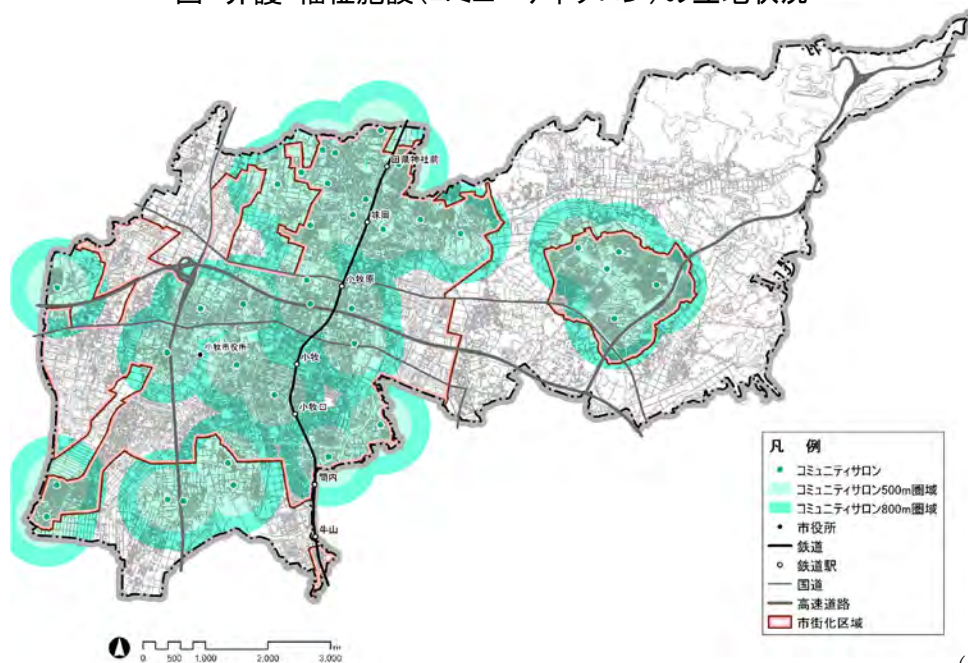 図 介護・福祉施設(コミュニティサロン)の立地状況
田県神社前
味岡
小牧原
小牧市役所
小牧
小牧口
間内
牛山
凡 例
コミュニティサロン
コミュニティサロン500m圏域
コミュニティサロン800m圏域
市役所
鉄道
鉄道駅
国道
高速道路
市街化区域
0 500 1,000 2,000 3,000
m
(